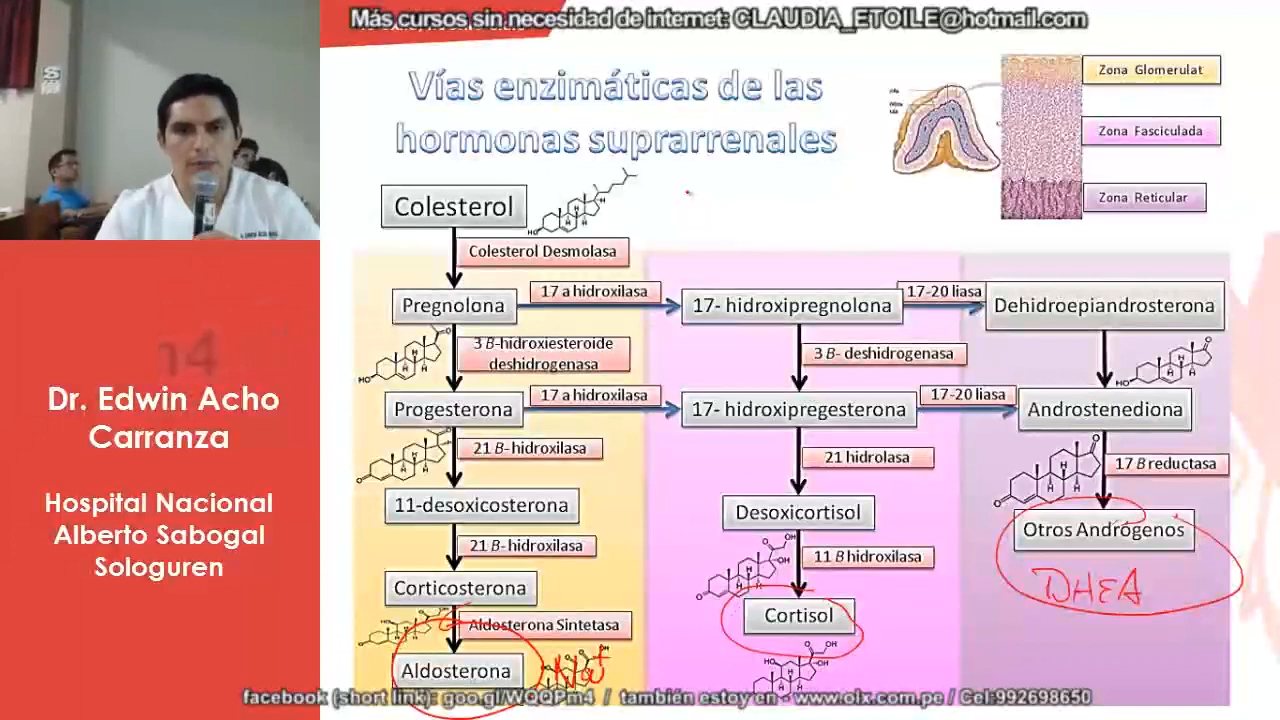 Más cursos sin necesidad de internet: CLAUDIA_ETOILE@hotmail.com
Vías enzimáticas de las
hormonas suprarrenales
Zona Glomerulat
Zona Fasciculada
Zona Reticular
Colesterol
HO
Colesterol Desmolasa
Pregnolona
17 a hidroxilasa
17- hidroxipregnolona
17-20 liasa
Dehidroepiandrosterona
3 B-hidroxiesteroide
deshidrogenasa
3 B- deshidrogenasa
Progesterona
17 a hidroxilasa
17- hidroxipregesterona
17-20 liasa
Androstenediona
21 B- hidroxilasa
21 hidrolasa
17 B reductasa
11-desoxicosterona
Desoxicortisol
Otros Andrógenos
21 B- hidroxilasa
11 B hidroxilasa
DHEA
Corticosterona
Cortisol
Aldosterona Sintetasa
Aldosterona
Dr. Edwin Acho
Carranza
Hospital Nacional
Alberto Sabogal
Sologuren
facebook (short link): goo.gl/WQQPm4 / también estoy en - www.olx.com.pe / Cel:992698650